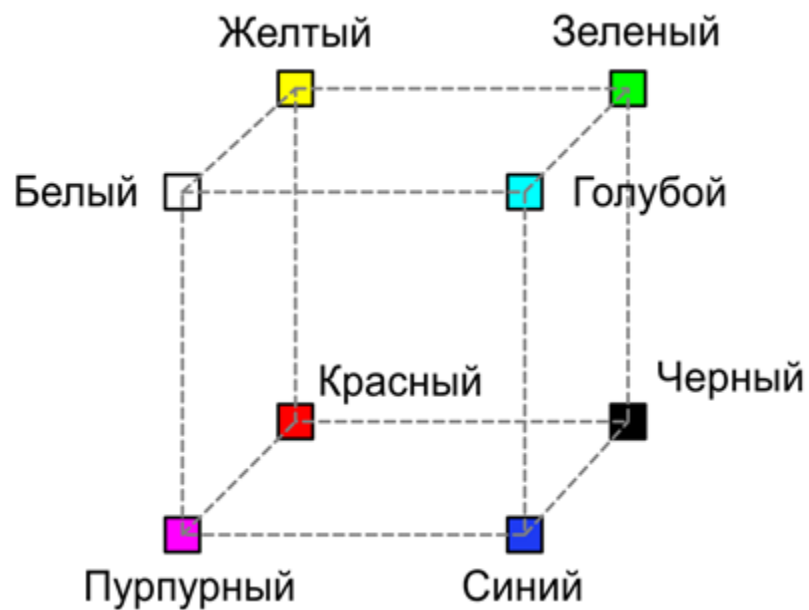 Желтый
Зеленый
Белый
Голубой
Красный
Черный
Пурпурный
Синий